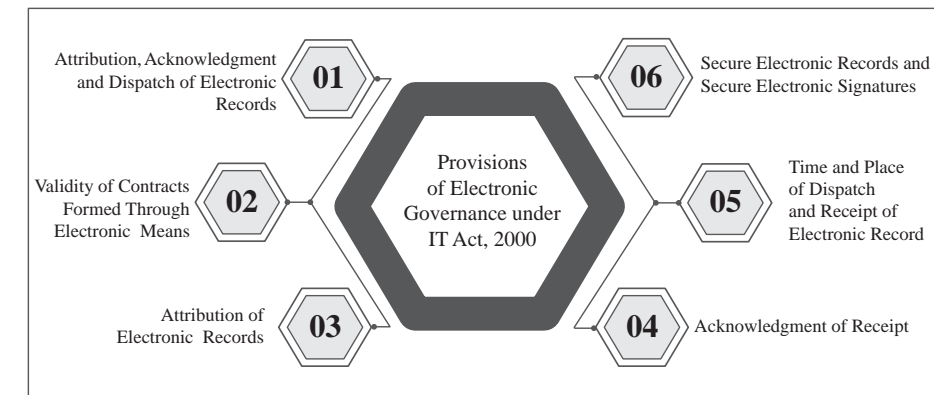 Attribution, Acknowledgment
and Dispatch of Electronic
Records
01
Validity of Contracts
Formed Through
Electronic Means
02
Attribution of
Electronic Records
03
Provisions
of Electronic
Governance under
IT Act, 2000
06
Secure Electronic Records and
Secure Electronic Signatures
05
Time and Place
of Dispatch
and Receipt of
Electronic Record
04
Acknowledgment of Receipt